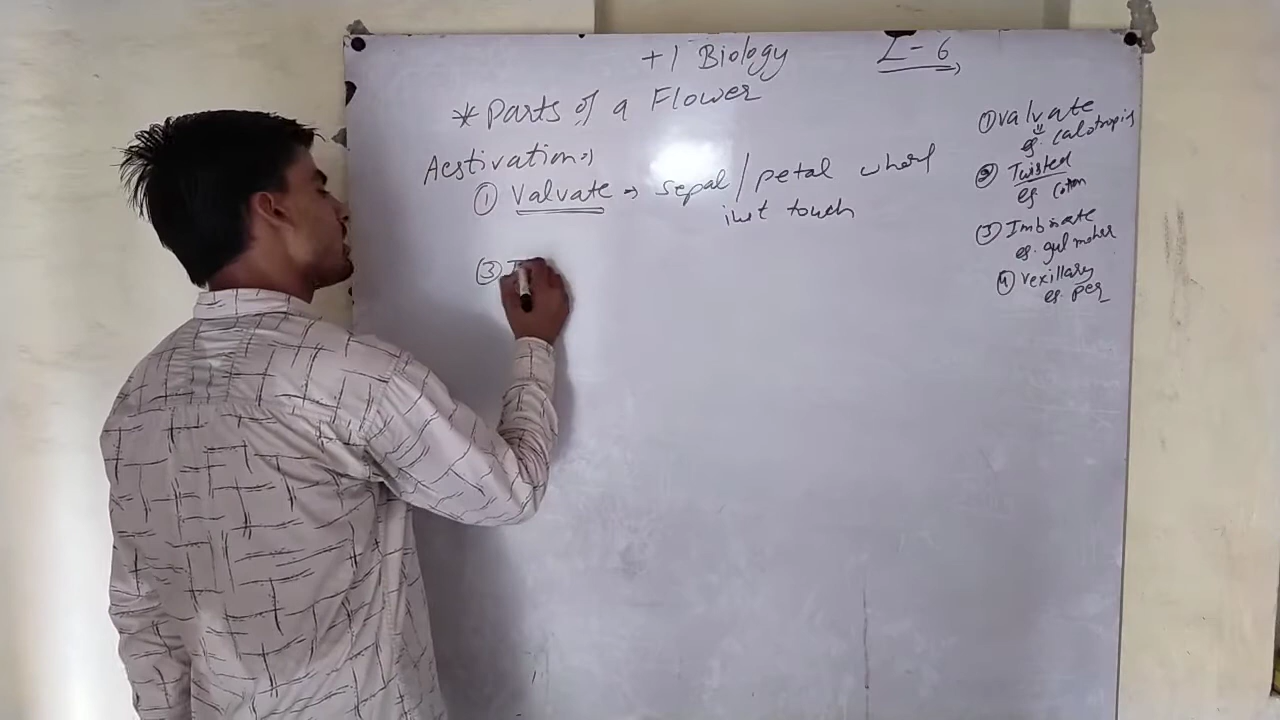 +1 Biology L-6
* Parts of a Flower
Aestivation
① Valvate → sepal/petal whorl
just touch
③ I
① valvate
eg. calotropis
② Twisted
eg cotton
③ Imbricate
eg. gul moher
④ vexillary
eg. pea